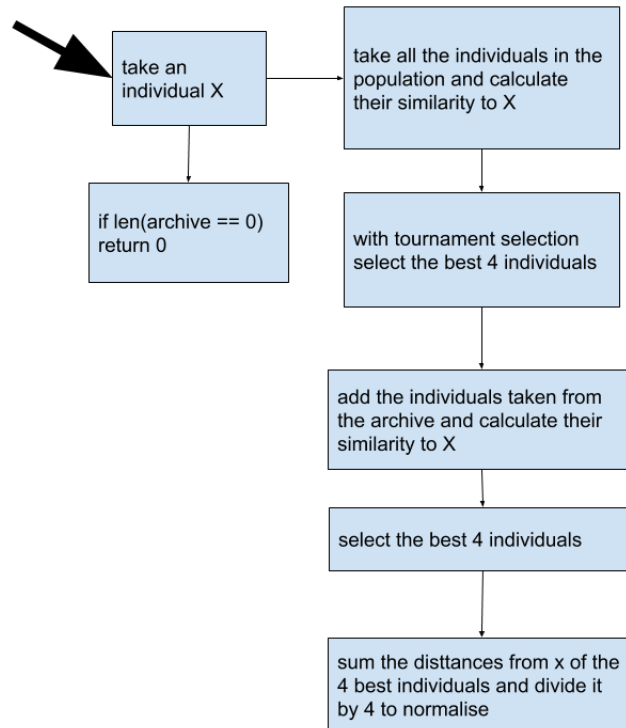 take an
individual X
take all the individuals in the
population and calculate
their similarity to X
if len(archive == 0)
return 0
with tournament selection
select the best 4 individuals
add the individuals taken from
the archive and calculate their
similarity to X
select the best 4 individuals
sum the disttances from x of the
4 best individuals and divide it
by 4 to normalise